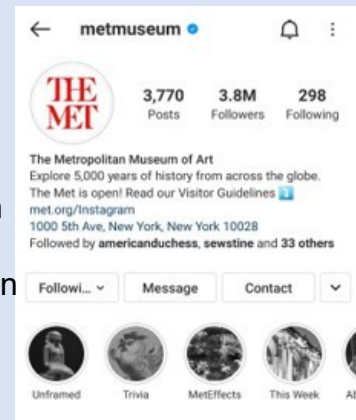 metmuseum
THE
MET
3,770 3.8M 298
Posts Followers Following
The Metropolitan Museum of Art
Explore 5,000 years of history from across the globe.
The Met is open! Read our Visitor Guidelines ⤵️
met.org/Instagram
1000 5th Ave, New York, New York 10028
Followed by americanduchess, sewstine and 33 others
n
Followi... Message Contact
Unframed Trivia MetEffects This Week